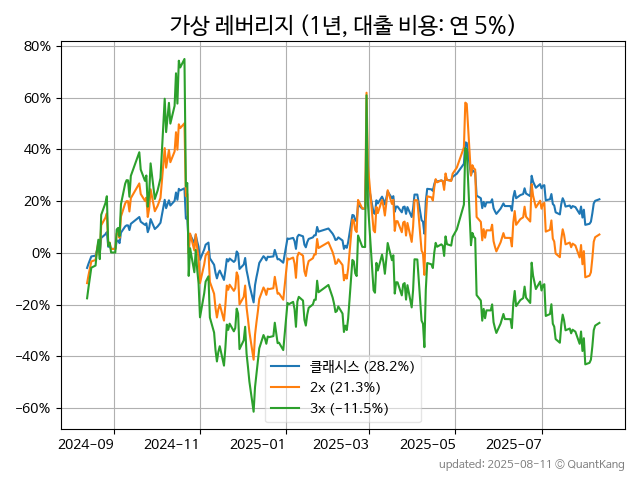 가상 레버리지 (1년, 대출 비용: 연 5%)
80%
60%
40%
20%
0%
−20%
−40%
−60%
클래시스 (28.2%)
2x (21.3%)
3x (-11.5%)
2024-09
2024-11
2025-01
2025-03
2025-05
2025-07
updated: 2025-08-11 © QuantKang